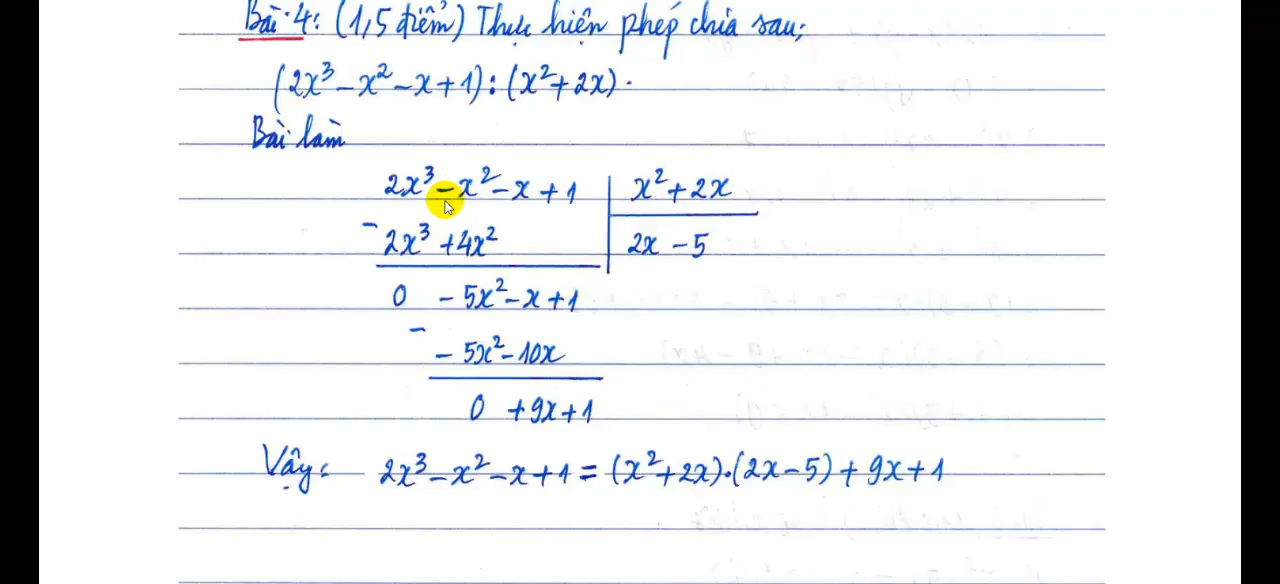 Bài 4: (1,5 điểm) Thực hiện phép chia sau:
(2x³ - x² - x + 1) : (x² + 2x).
Bài làm
2x³ - x² - x + 1 | x² + 2x
- 2x³ + 4x² | 2x - 5
0 - 5x² - x + 1
-
- 5x² - 10x
0 + 9x + 1
Vậy: 2x³ - x² - x + 1 = (x² + 2x).(2x - 5) + 9x + 1